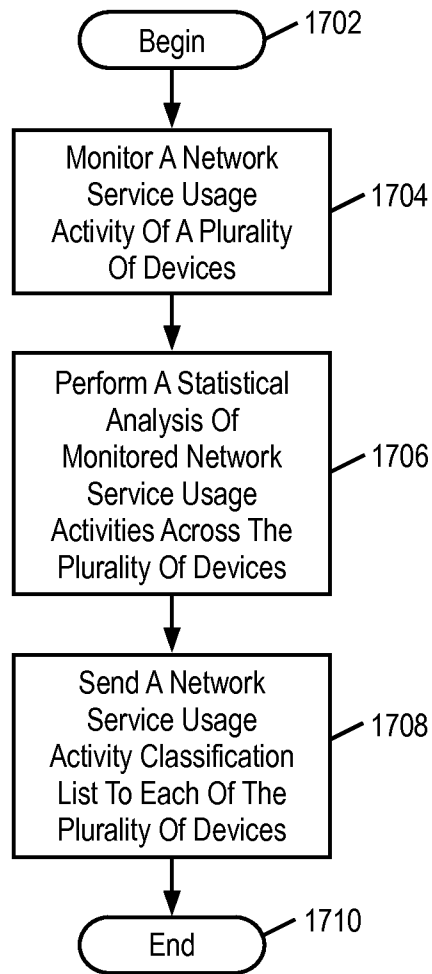 Begin
1702
Monitor A Network
Service Usage
Activity Of A Plurality
Of Devices
1704
Perform A Statistical
Analysis Of
Monitored Network
Service Usage
Activities Across The
Plurality Of Devices
1706
Send A Network
Service Usage
Activity Classification
List To Each Of The
Plurality Of Devices
1708
End
1710